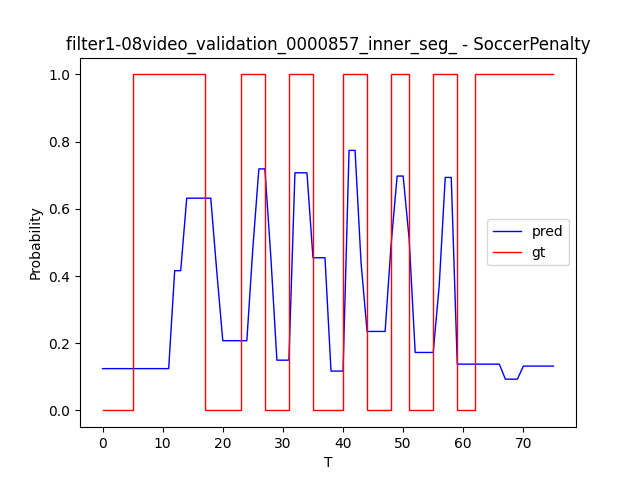 filter1-08video_validation_0000857_inner_seg_ - SoccerPenalty
1.0
0.8
0.6
0.4
0.2
0.0
Probability
pred
gt
0 10 20 30 40 50 60 70
T